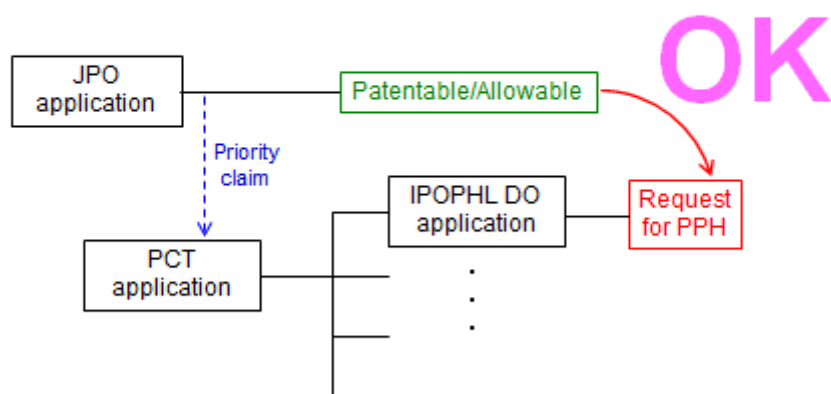 OK
JPO
application
Patentable/Allowable
Priority
claim
IPOPHL DO
application
Request
for PPH
PCT
application